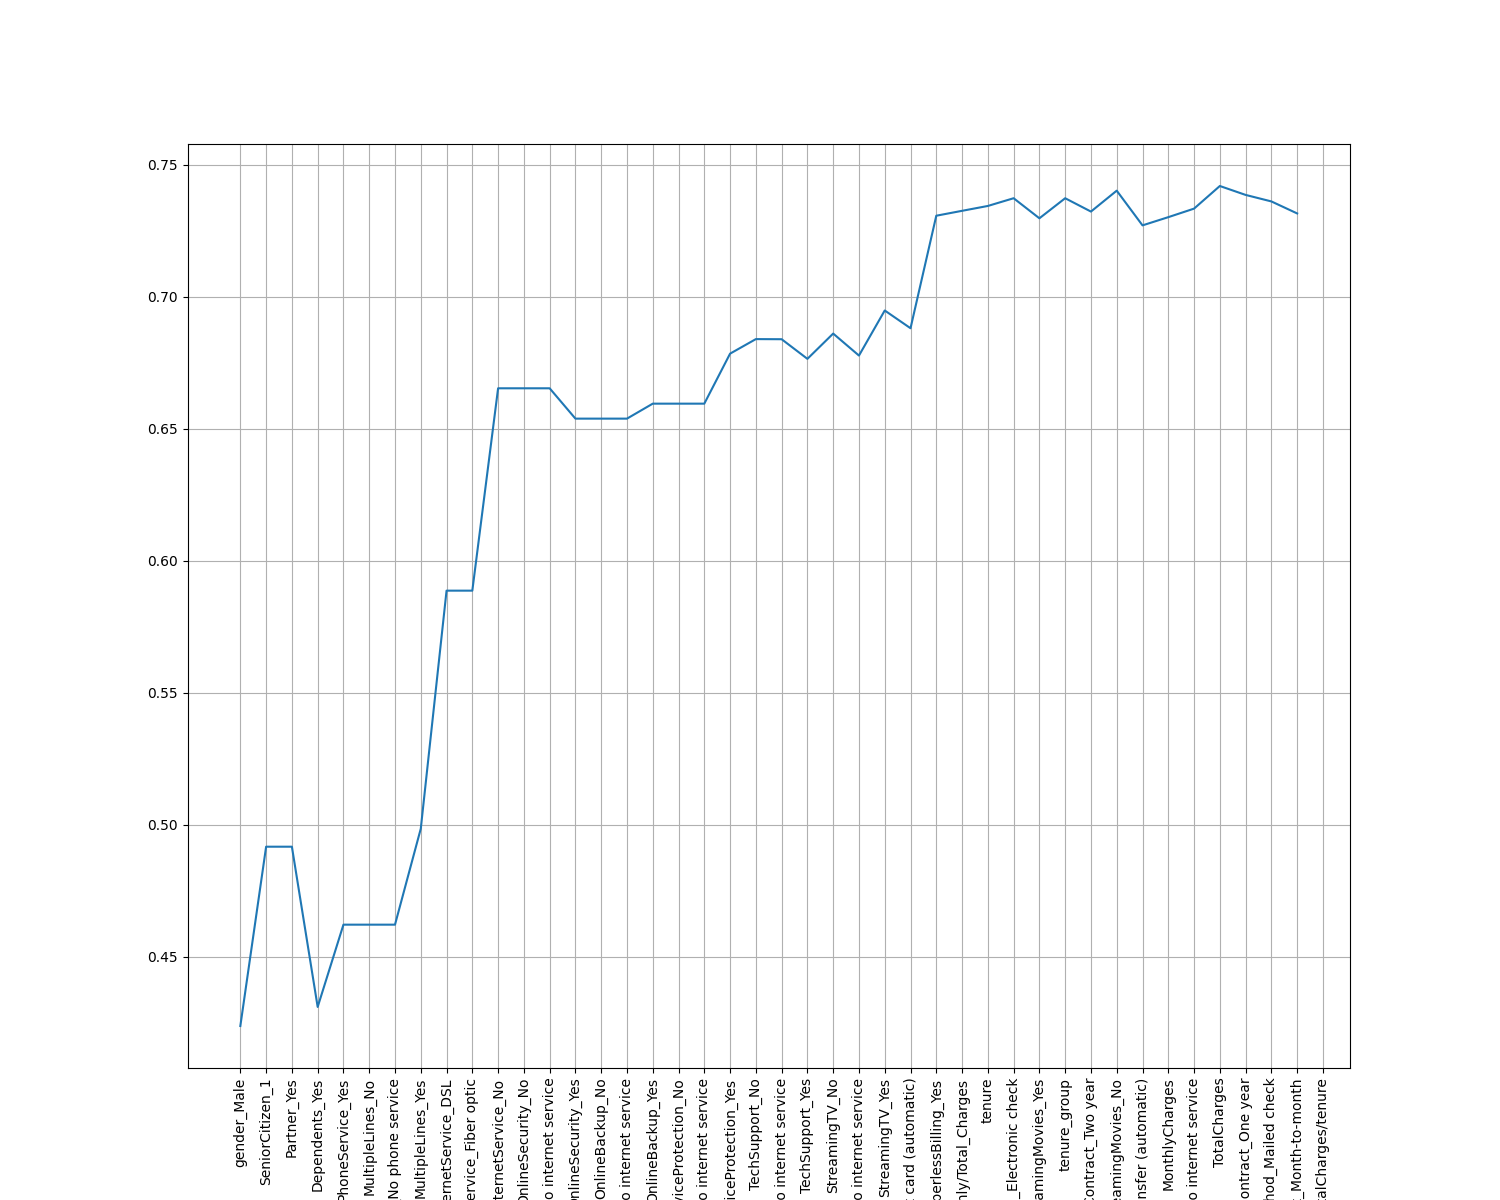 0.75
0.70
0.65
0.60
0.55
0.50
0.45
gender_Male
SeniorCitizen_1
Partner_Yes
Dependents_Yes
PhoneService_Yes
MultipleLines_No
No phone service
MultipleLines_Yes
ernetService_DSL
ervice_Fiber optic
ternetService_No
OnlineSecurity_No
o internet service
OnlineSecurity_Yes
OnlineBackup_No
o internet service
OnlineBackup_Yes
viceProtection_No
o internet service
iceProtection_Yes
TechSupport_No
o internet service
TechSupport_Yes
StreamingTV_No
o internet service
StreamingTV_Yes
card (automatic)
perlessBilling_Yes
nly/Total_Charges
tenure
_Electronic check
amingMovies_Yes
tenure_group
Contract_Two year
eamingMovies_No
nsfer (automatic)
MonthlyCharges
o internet service
TotalCharges
ontract_One year
hod_Mailed check
_Month-to-month
alCharges/tenure